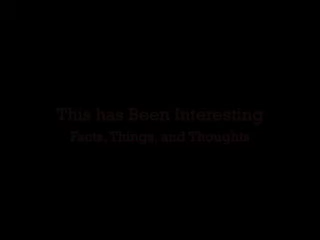 This has Been Interesting
Facts, Things, and Thoughts